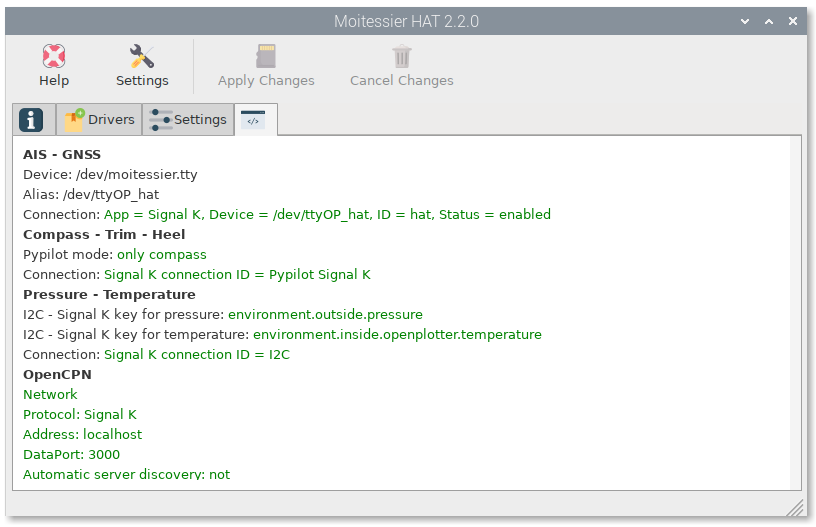 Moitessier HAT 2.2.0
Help
Settings
Apply Changes
Cancel Changes
Drivers
Settings
</>
AIS - GNSS
Device: /dev/moitessier.tty
Alias: /dev/ttyOP_hat
Connection: App = Signal K, Device = /dev/ttyOP_hat, ID = hat, Status = enabled
Compass - Trim - Heel
Pypilot mode: only compass
Connection: Signal K connection ID = Pypilot Signal K
Pressure - Temperature
I2C - Signal K key for pressure: environment.outside.pressure
I2C - Signal K key for temperature: environment.inside.openplotter.temperature
Connection: Signal K connection ID = I2C
OpenCPN
Network
Protocol: Signal K
Address: localhost
DataPort: 3000
Automatic server discovery: not